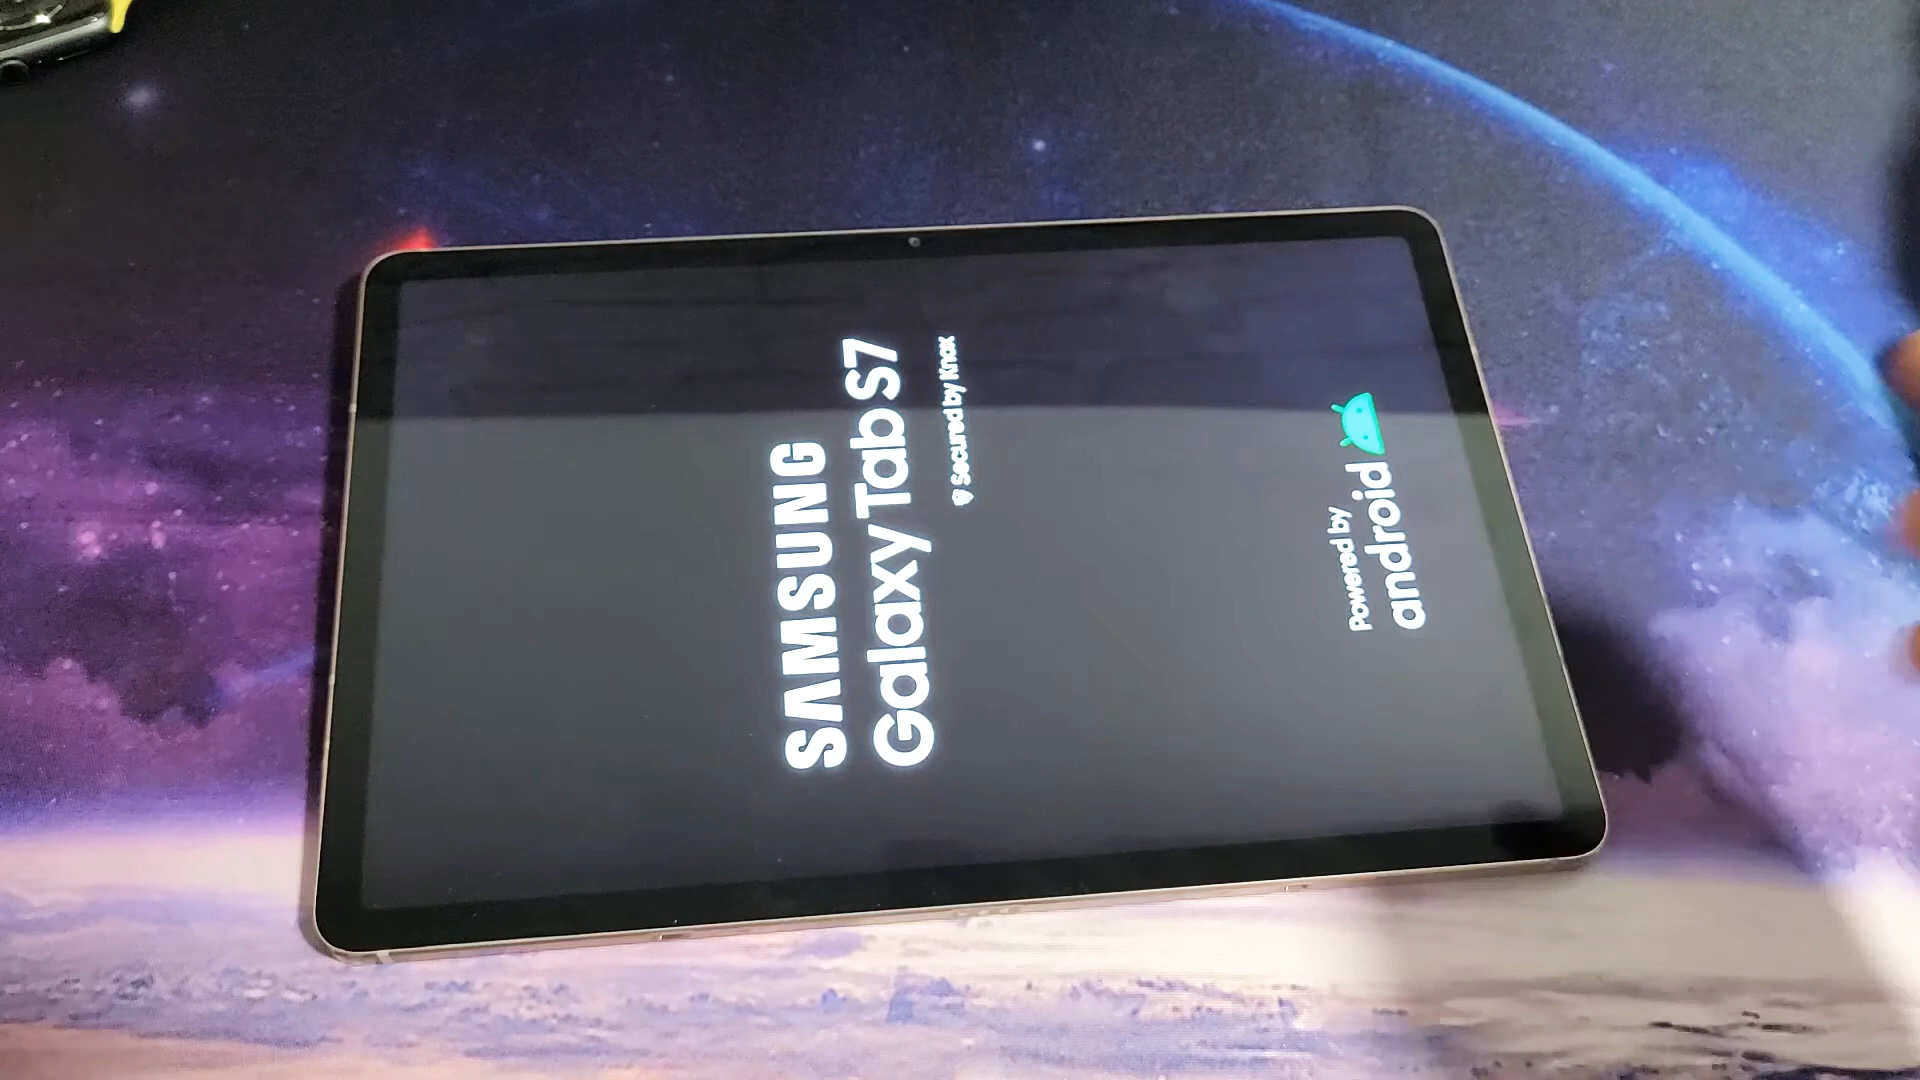 SAMSUNG
Galaxy Tab S7
Secured by Knox
Powered by
android